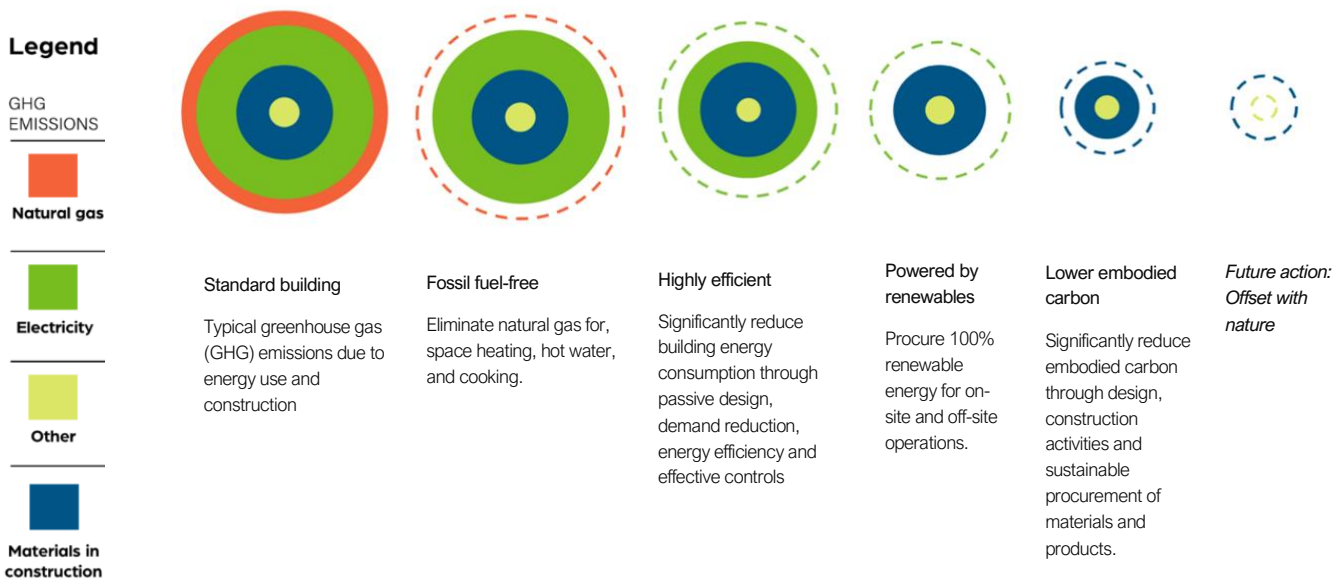 Legend
GHG
EMISSIONS
Natural gas
Electricity
Other
Materials in
construction
Standard building
Typical greenhouse gas
(GHG) emissions due to
energy use and
construction
Fossil fuel-free
Eliminate natural gas for,
space heating, hot water,
and cooking.
Highly efficient
Significantly reduce
building energy
consumption through
passive design,
demand reduction,
energy efficiency and
effective controls
Powered by
renewables
Procure 100%
renewable
energy for on-
site and off-site
operations.
Lower embodied
carbon
Significantly reduce
embodied carbon
through design,
construction
activities and
sustainable
procurement of
materials and
products.
Future action:
Offset with
nature